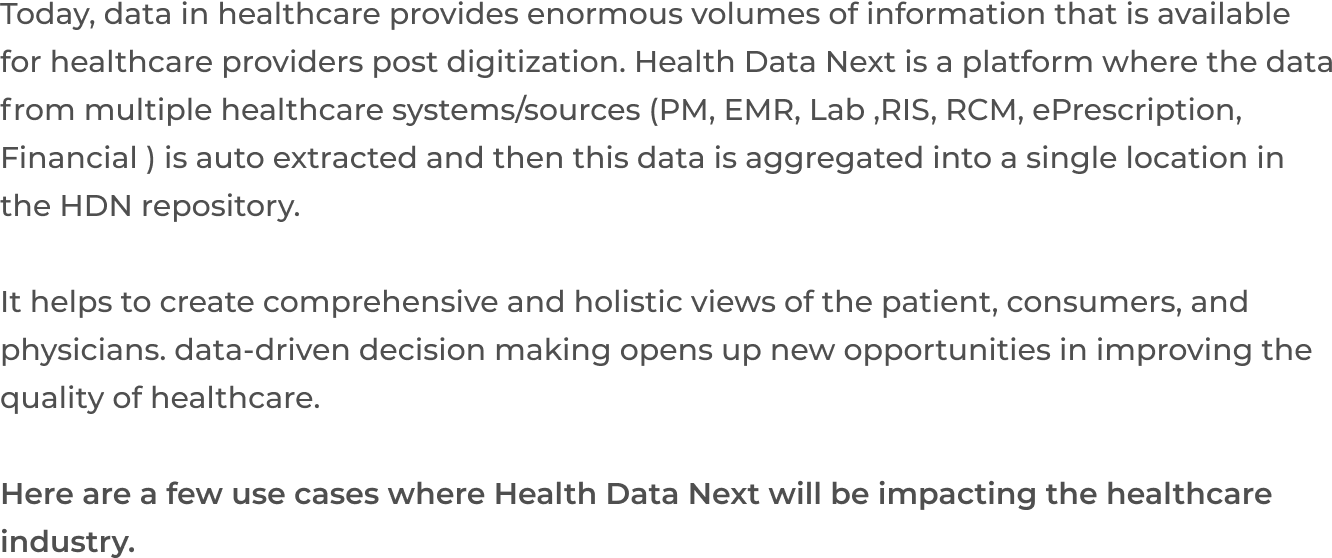 Today, data in healthcare provides enormous volumes of information that is available
for healthcare providers post digitization. Health Data Next is a platform where the data
from multiple healthcare systems/sources (PM, EMR, Lab ,RIS, RCM, ePrescription,
Financial ) is auto extracted and then this data is aggregated into a single location in
the HDN repository.
It helps to create comprehensive and holistic views of the patient, consumers, and
physicians. data-driven decision making opens up new opportunities in improving the
quality of healthcare.
Here are a few use cases where Health Data Next will be impacting the healthcare
industry.